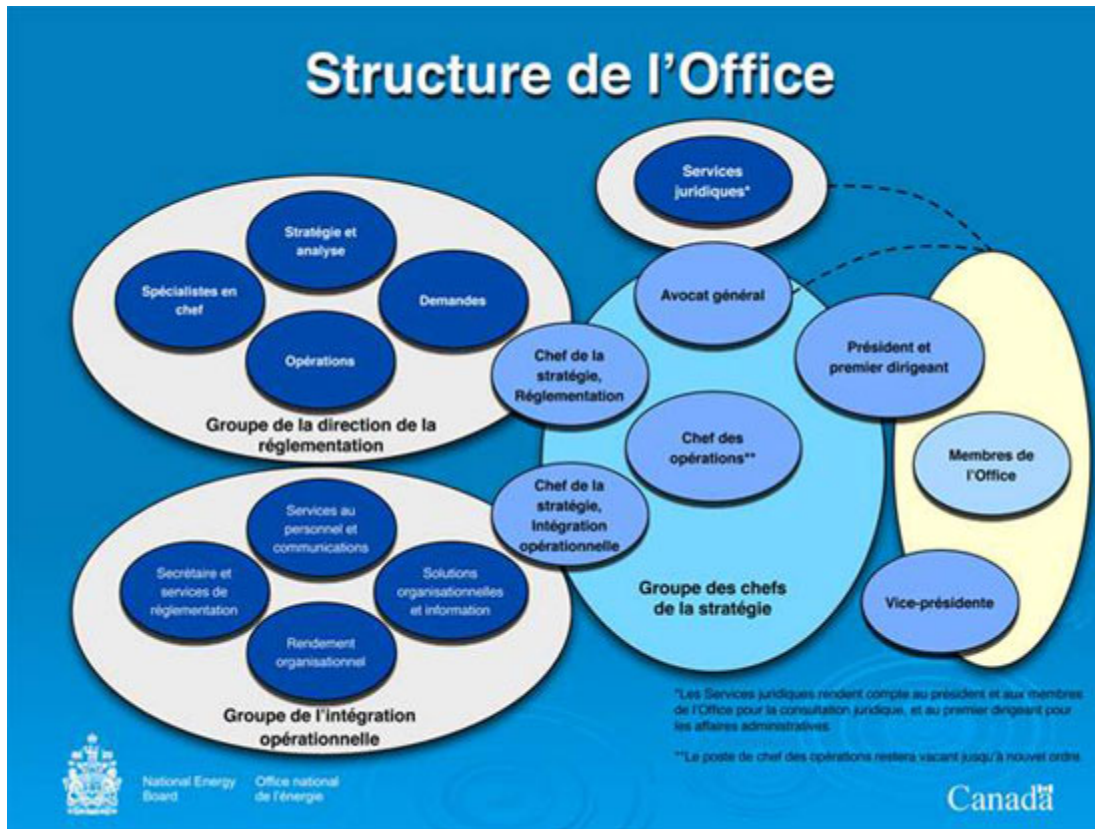 Structure de l'Office
Services
juridiques*
Stratégie et
analyse
Spécialistes en
chef
Demandes
Opérations
Groupe de la direction de la
réglementation
Avocat général
Chef de la
stratégie,
Réglementation
Président et
premier dirigeant
Chef des
opérations**
Membres de
l'Office
Chef de la
stratégie,
Intégration
opérationnelle
Groupe des chefs
de la stratégie
Vice-présidente
Services au
personnel et
communications
Secrétaire et
services de
réglementation
Solutions
organisationnelles
et information
Rendement
organisationnel
Groupe de l'intégration
opérationnelle
*Les Services juridiques rendent compte au président et aux membres
de l'Office pour la consultation juridique, et au premier dirigeant pour
les affaires administratives
**Le poste de chef des opérations restera vacant jusqu'à nouvel ordre.
National Energy
Board
Office national
de l'énergie
Canada